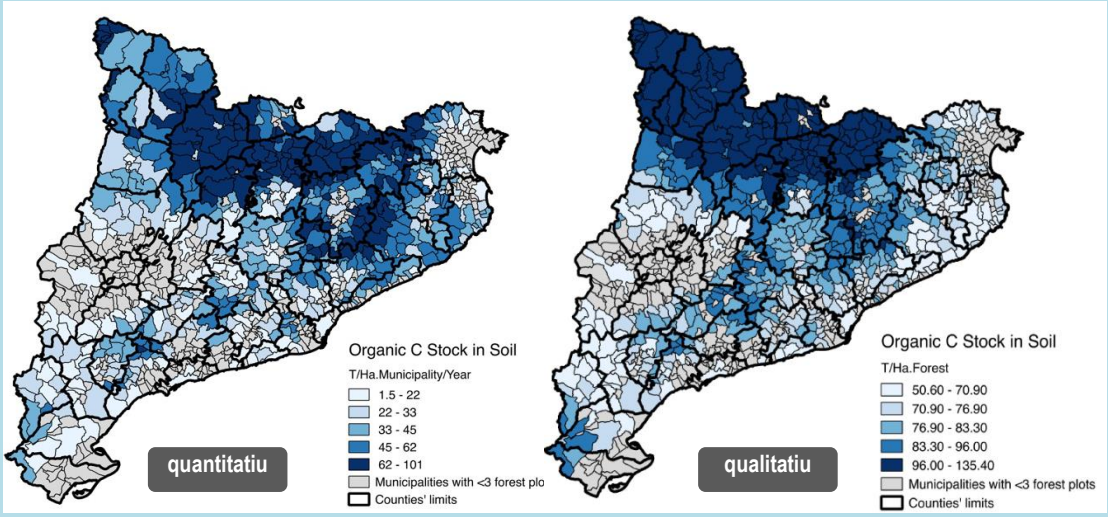 Organic C Stock in Soil
T/Ha.Municipality/Year
1.5 - 22
22 - 33
33 - 45
45 - 62
62 - 101
Municipalities with <3 forest plo
Counties' limits
quantitatiu
Organic C Stock in Soil
T/Ha.Forest
50.60 - 70.90
70.90 - 76.90
76.90 - 83.30
83.30 - 96.00
96.00 - 135.40
Municipalities with <3 forest plots
Counties' limits
qualitatiu